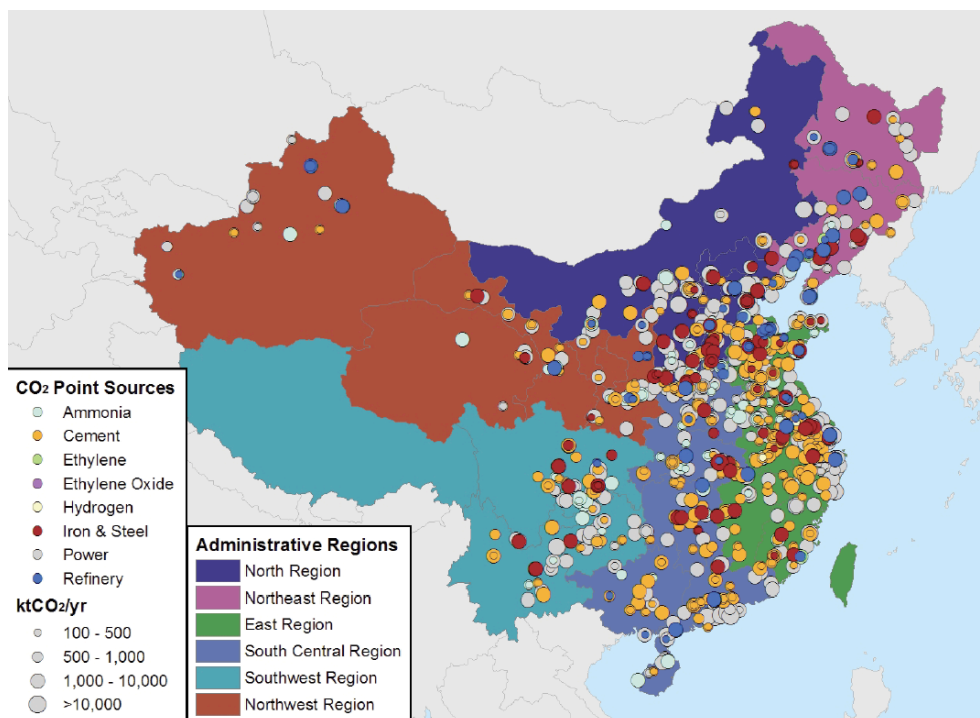 CO2 Point Sources
Ammonia
Cement
Ethylene
Ethylene Oxide
Hydrogen
Iron & Steel
Power
Refinery
ktCO2/yr
100 - 500
500 - 1,000
1,000 - 10,000
>10,000
Administrative Regions
North Region
Northeast Region
East Region
South Central Region
Southwest Region
Northwest Region